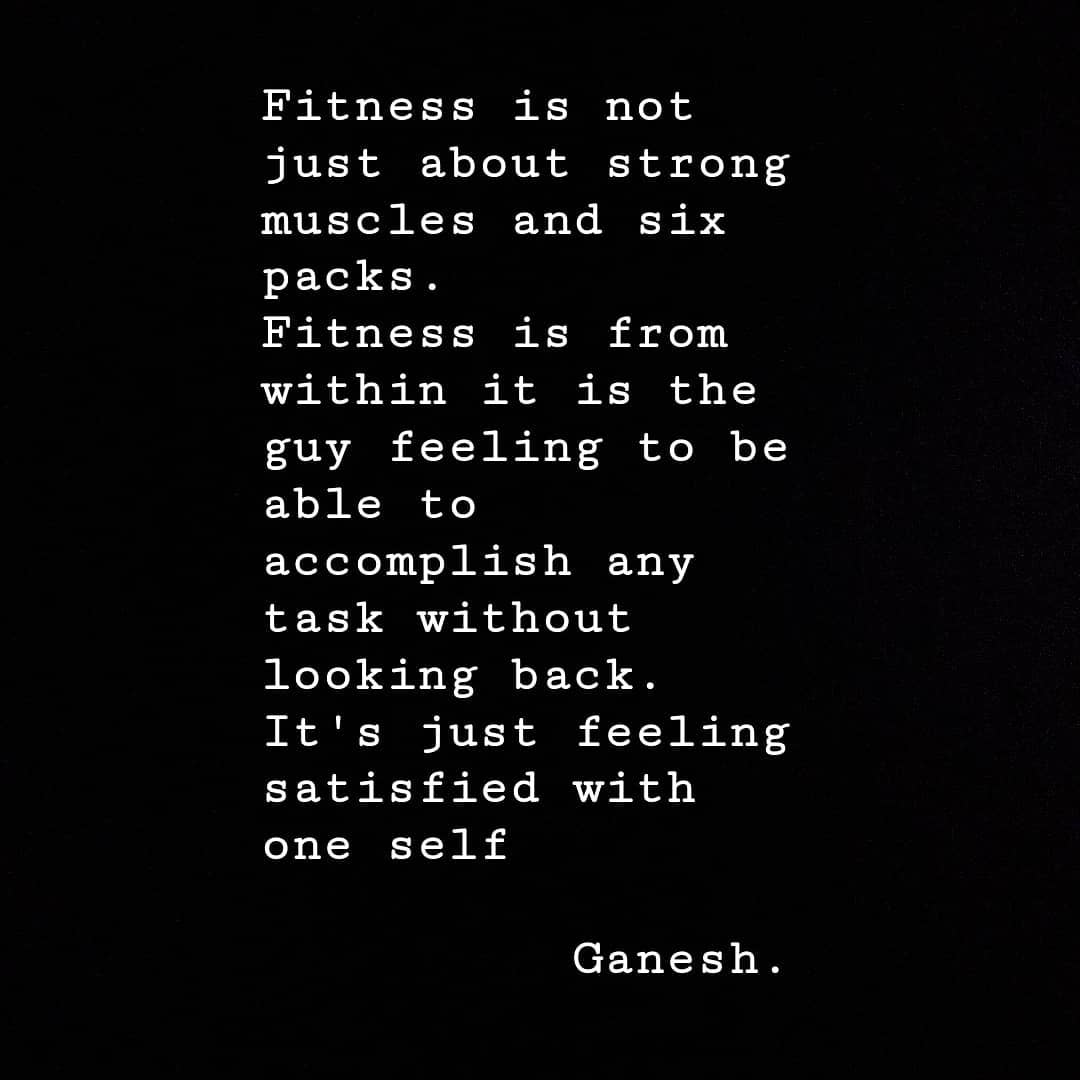 Fitness is not
just about strong
muscles and six
packs.
Fitness is from
within it is the
guy feeling to be
able to
accomplish any
task without
looking back.
It's just feeling
satisfied with
one self
Ganesh.